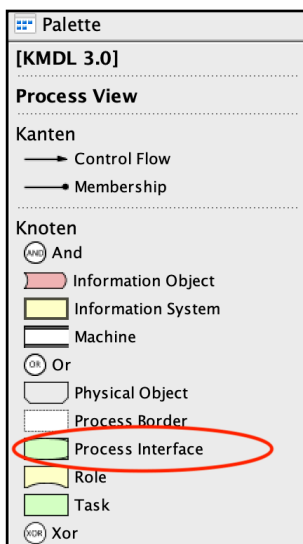 Palette
[KMDL 3.0]
Process View
Kanten
Control Flow
Membership
Knoten
AND And
Information Object
Information System
Machine
OR Or
Physical Object
Process Border
Process Interface
Role
Task
XOR Xor